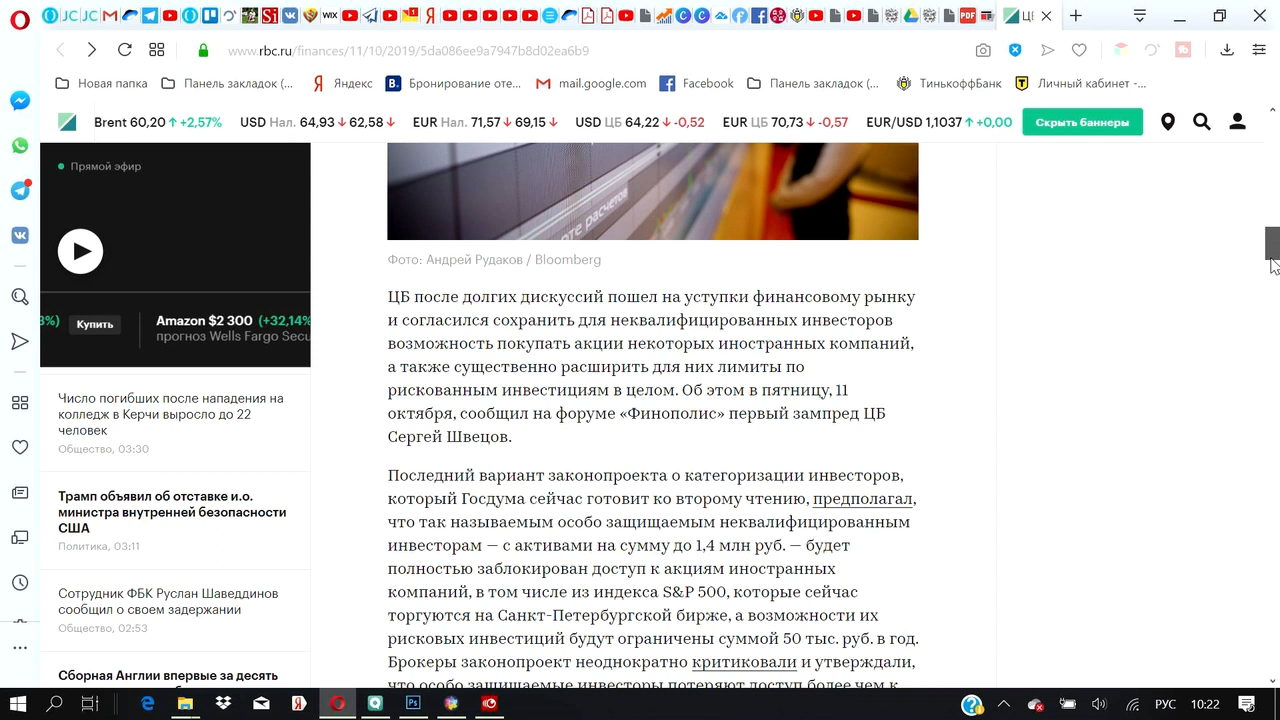 www.rbc.ru/finances/11/10/2019/5da086ee9a7947b8d02ea6b9
Новая папка
Панель закладок (...
Яндекс
Бронирование оте...
mail.google.com
Facebook
Панель закладок (...
ТинькоффБанк
Личный кабинет -...
Brent 60,20 ↑ +2,57%
USD Нал. 64,93 ↓ 62,58 ↓
EUR Нал. 71,57 ↓ 69,15 ↓
USD ЦБ 64,22 ↓ -0,52
EUR ЦБ 70,73 ↓ -0,57
EUR/USD 1,1037 ↑ +0,00
Скрыть баннеры
Прямой эфир
Купить
Amazon $2 300 (+32,14%
прогноз Wells Fargo Secu
Число погибших после нападения на
колледж в Керчи выросло до 22
человек
Общество, 03:30
Трамп объявил об отставке и.о.
министра внутренней безопасности
США
Политика, 03:11
Сотрудник ФБК Руслан Шаведдинов
сообщил о своем задержании
Общество, 02:53
Сборная Англии впервые за десять
Фото: Андрей Рудаков / Bloomberg
ЦБ после долгих дискуссий пошел на уступки финансовому рынку
и согласился сохранить для неквалифицированных инвесторов
возможность покупать акции некоторых иностранных компаний,
а также существенно расширить для них лимиты по
рискованным инвестициям в целом. Об этом в пятницу, 11
октября, сообщил на форуме «Финополис» первый зампред ЦБ
Сергей Швецов.
Последний вариант законопроекта о категоризации инвесторов,
который Госдума сейчас готовит ко второму чтению, предполагал,
что так называемым особо защищаемым неквалифицированным
инвесторам — с активами на сумму до 1,4 млн руб. — будет
полностью заблокирован доступ к акциям иностранных
компаний, в том числе из индекса S&P 500, которые сейчас
торгуются на Санкт-Петербургской бирже, а возможности их
рисковых инвестиций будут ограничены суммой 50 тыс. руб. в год.
Брокеры законопроект неоднократно критиковали и утверждали,
что особо защищаемые инвесторы потеряют доступ более чем к
РУС
10:22